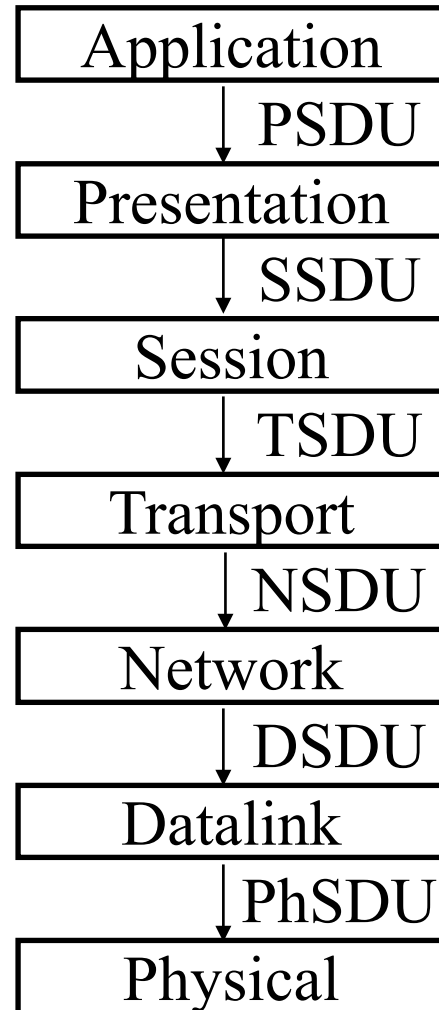 Application
PSDU
Presentation
SSDU
Session
TSDU
Transport
NSDU
Network
DSDU
Datalink
PhSDU
Physical